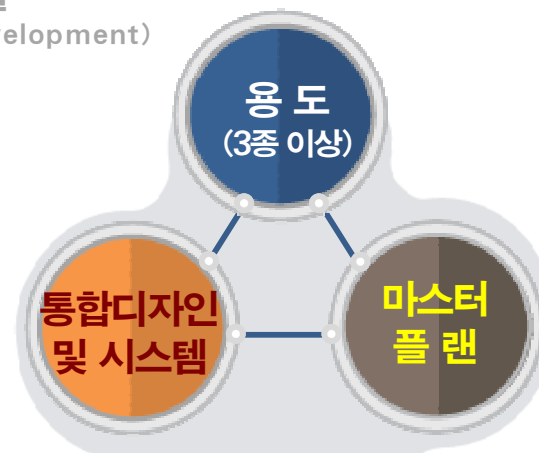 velopment)
용 도
(3종 이상)
통합디자인
및 시스템
마스터
플 랜